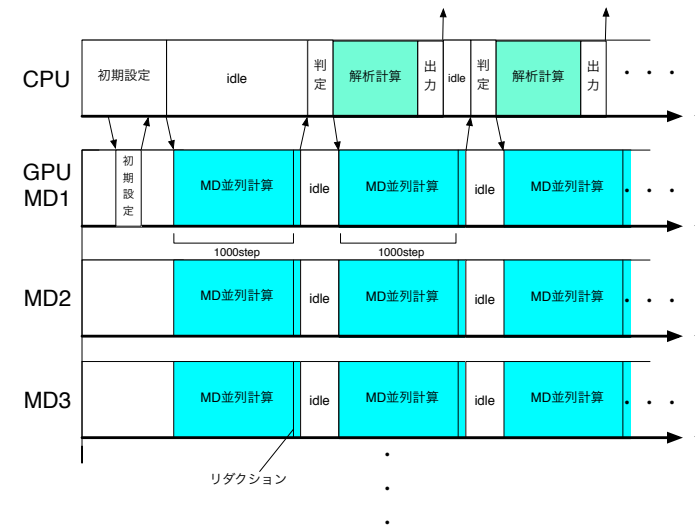 CPU
初期設定
idle
判定
解析計算
出力
idle
判定
解析計算
出力
・・・
GPU
MD1
初期設定
MD並列計算
idle
MD並列計算
idle
MD並列計算
・・・
1000step
1000step
MD2
MD並列計算
idle
MD並列計算
idle
MD並列計算
・・・
MD3
MD並列計算
idle
MD並列計算
idle
MD並列計算
・・・
リダクション
・
・
・